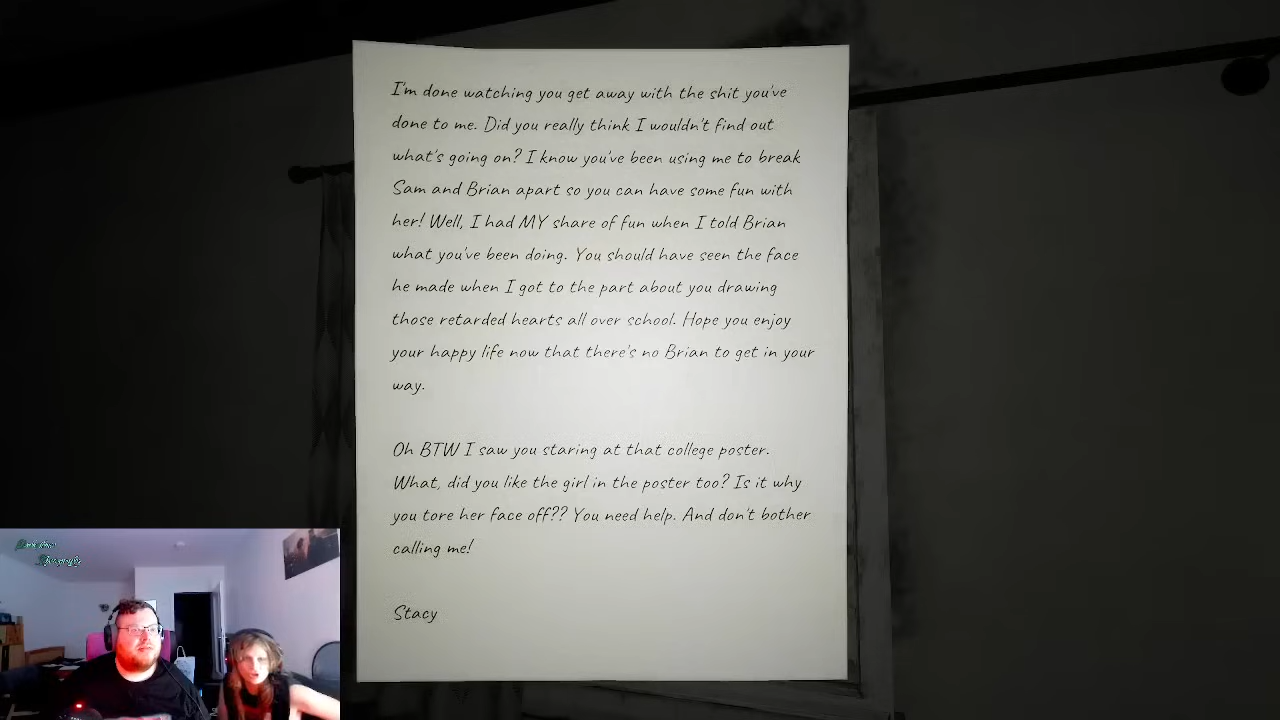 I'm done watching you get away with the shit you've
done to me. Did you really think I wouldn't find out
what's going on? I know you've been using me to break
Sam and Brian apart so you can have some fun with
her! Well, I had MY share of fun when I told Brian
what you've been doing. You should have seen the face
he made when I got to the part about you drawing
those retarded hearts all over school. Hope you enjoy
your happy life now that there's no Brian to get in your
way.
Oh BTW I saw you staring at that college poster.
What, did you like the girl in the poster too? Is it why
you tore her face off?? You need help. And don't bother
calling me!
Stacy